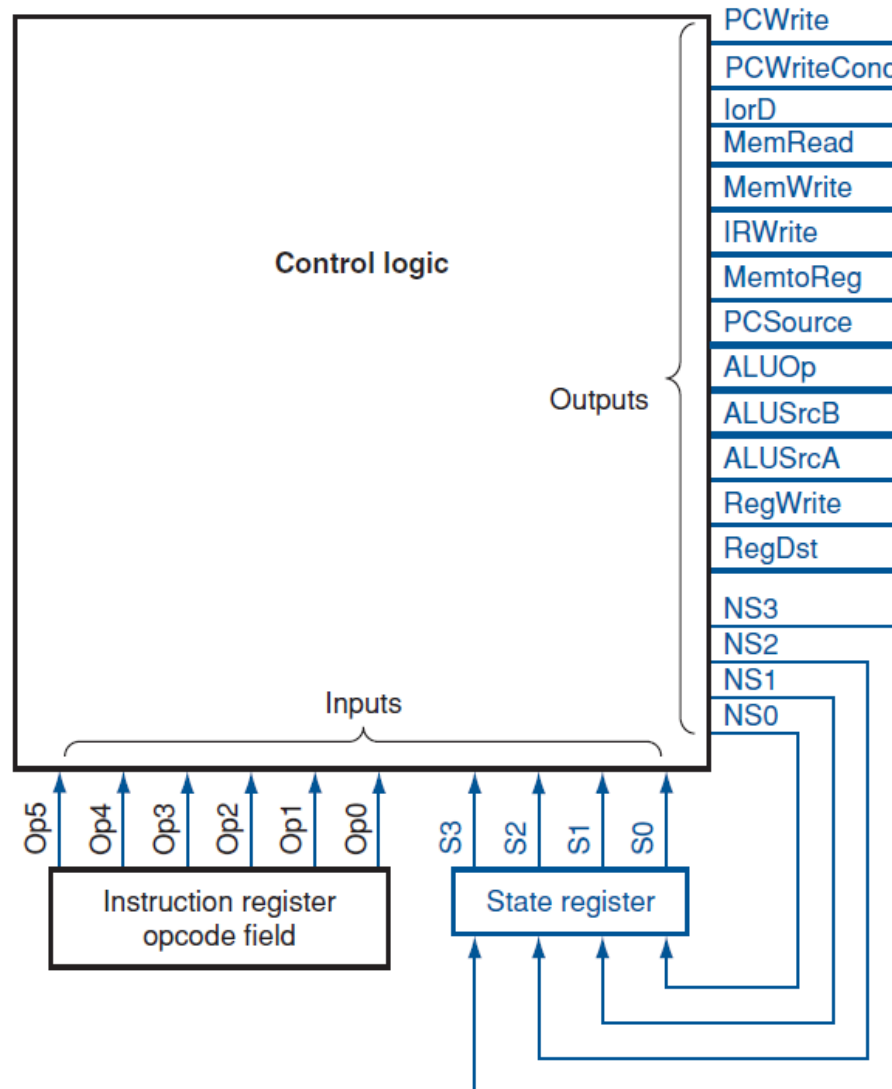 PCWrite
PCWriteCond
IorD
MemRead
MemWrite
IRWrite
MemtoReg
PCSource
ALUOp
ALUSrcB
ALUSrcA
RegWrite
RegDst
NS3
NS2
NS1
NS0
Control logic
Outputs
Inputs
Op5
Op4
Op3
Op2
Op1
Op0
S3
S2
S1
S0
Instruction register
opcode field
State register